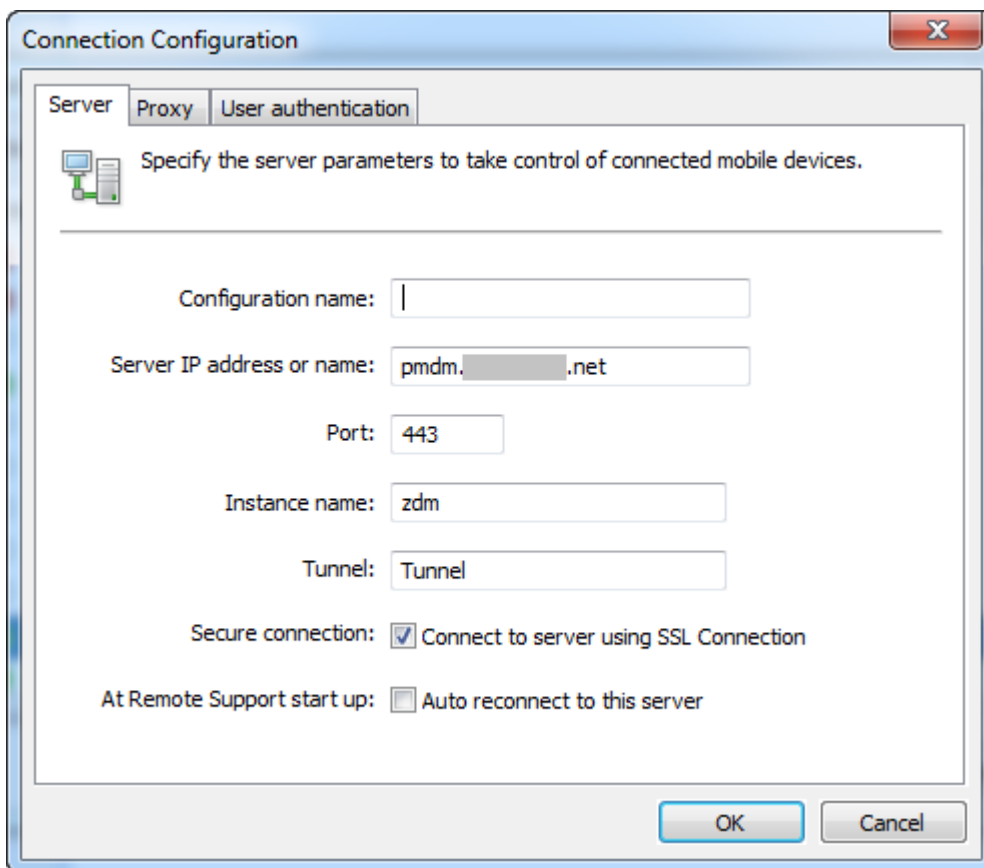 Connection Configuration
Server Proxy User authentication
Specify the server parameters to take control of connected mobile devices.
Configuration name:
Server IP address or name: pmdm. .net
Port: 443
Instance name: zdm
Tunnel: Tunnel
Secure connection: Connect to server using SSL Connection
At Remote Support start up: Auto reconnect to this server
OK Cancel